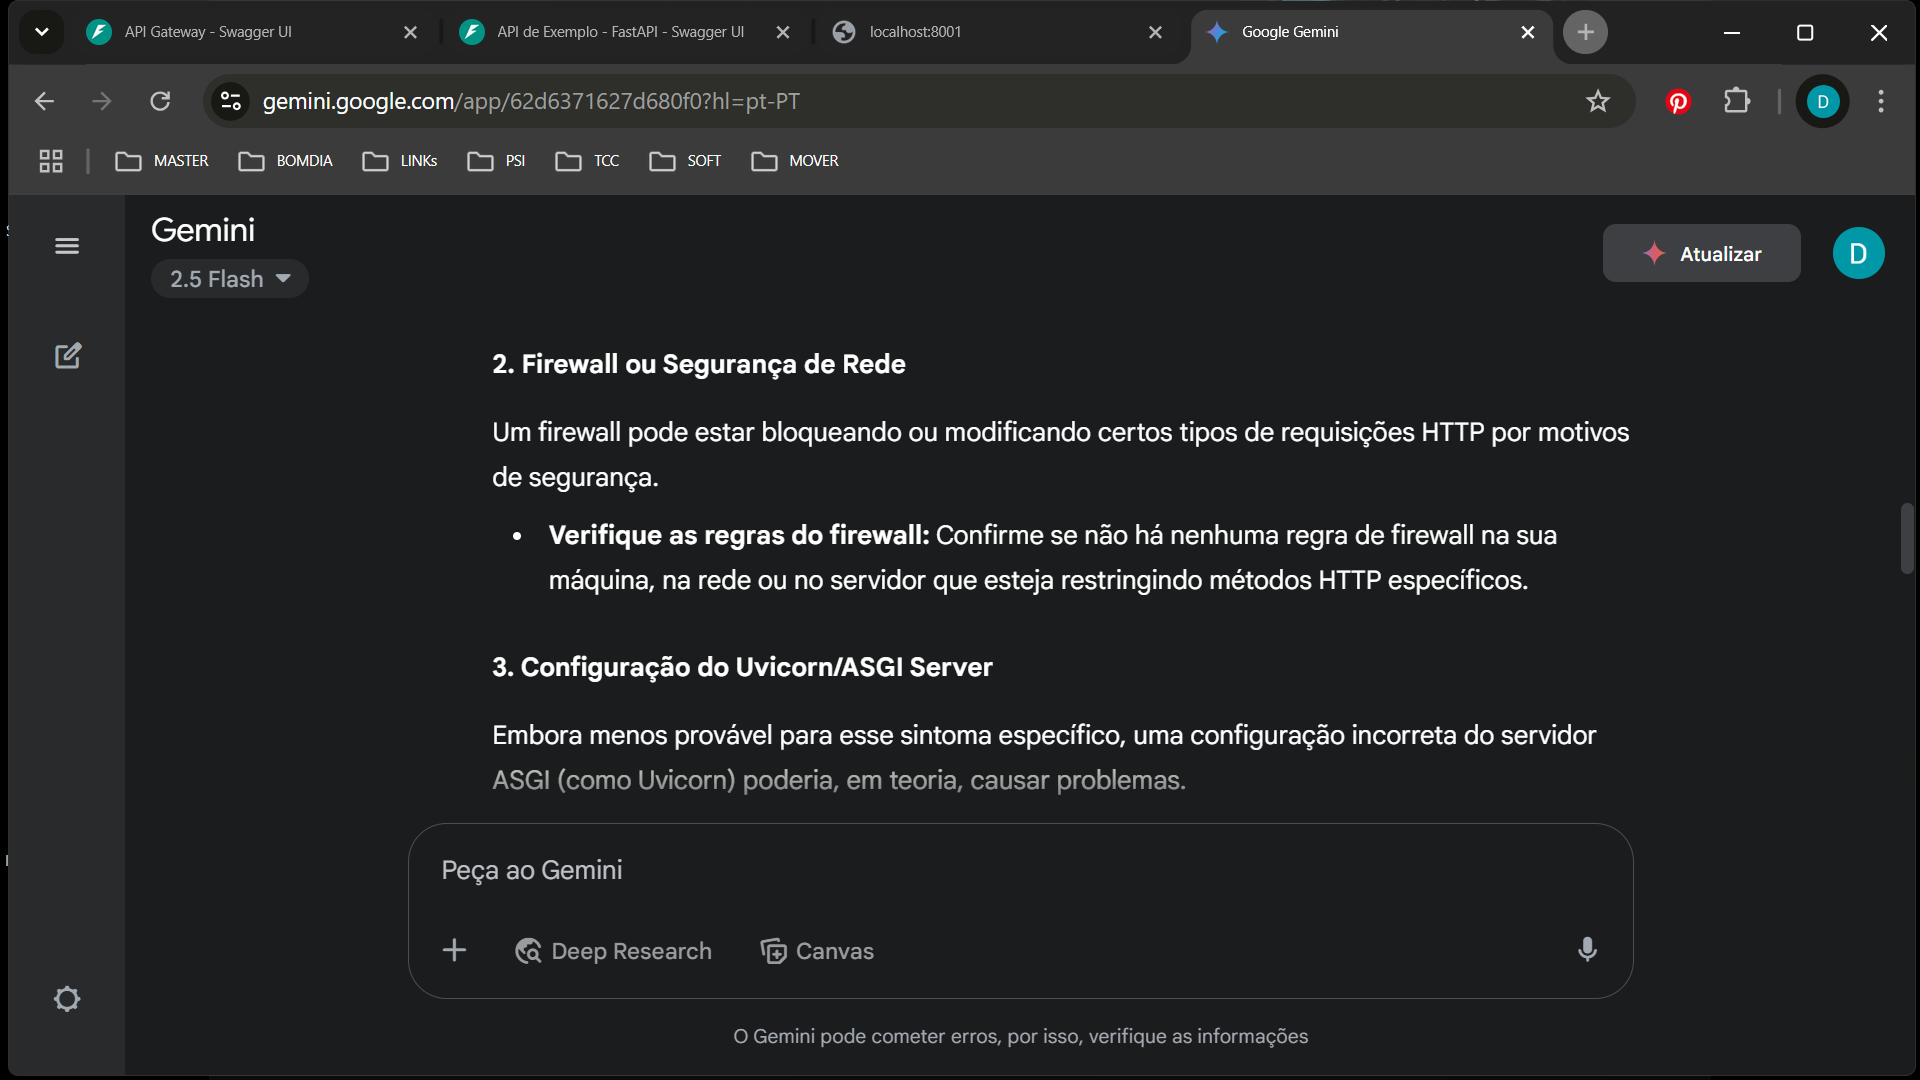 API Gateway - Swagger UI
API de Exemplo - FastAPI - Swagger UI
localhost:8001
Google Gemini
gemini.google.com/app/62d6371627d680f0?hl=pt-PT
D
MASTER
BOMDIA
LINKs
PSI
TCC
SOFT
MOVER
Gemini
2.5 Flash
Atualizar
D
2. Firewall ou Segurança de Rede
Um firewall pode estar bloqueando ou modificando certos tipos de requisições HTTP por motivos
de segurança.
• Verifique as regras do firewall: Confirme se não há nenhuma regra de firewall na sua
máquina, na rede ou no servidor que esteja restringindo métodos HTTP específicos.
3. Configuração do Uvicorn/ASGI Server
Embora menos provável para esse sintoma específico, uma configuração incorreta do servidor
ASGI (como Uvicorn) poderia, em teoria, causar problemas.
Peça ao Gemini
Deep Research
Canvas
O Gemini pode cometer erros, por isso, verifique as informações